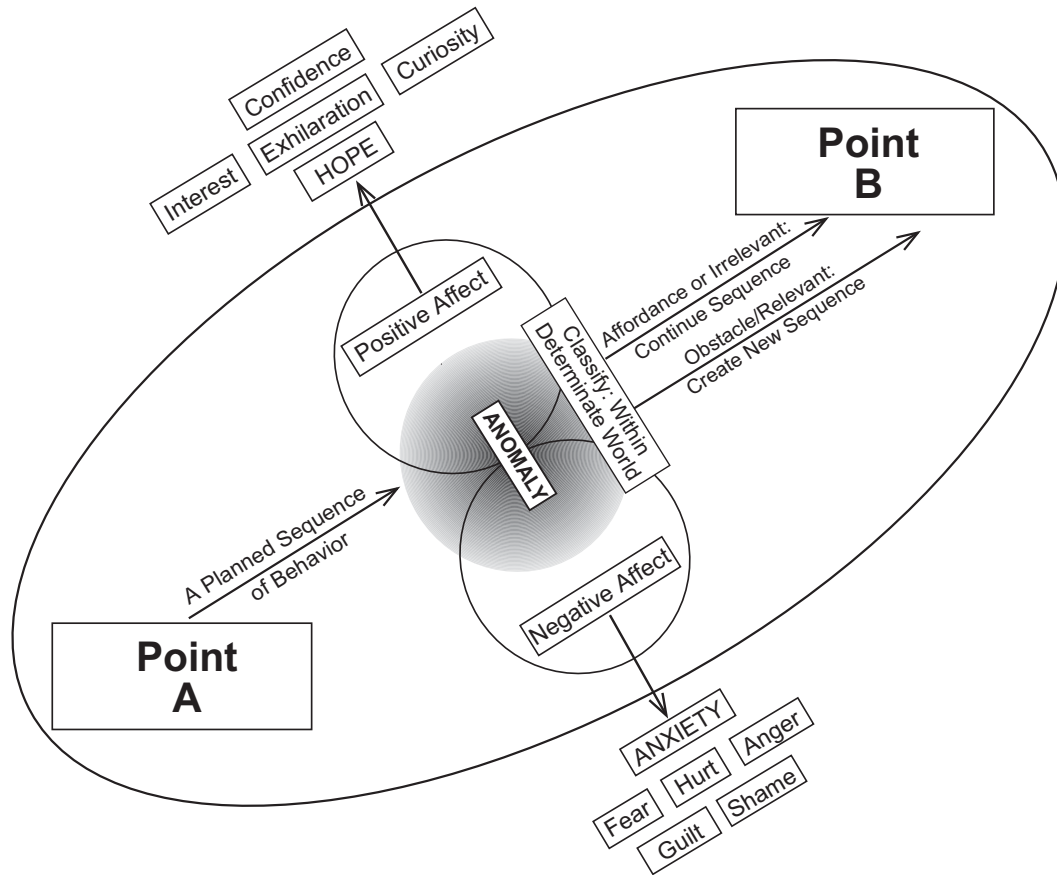 Confidence
Curiosity
Exhilaration
Interest
HOPE
Point
B
Positive Affect
Affordance or Irrelevant:
Continue Sequence
Obstacle/Relevant:
Create New Sequence
Classify: Within
Determinate World
ANOMALY
A Planned Sequence
of Behavior
Negative Affect
Point
A
ANXIETY
Anger
Hurt
Fear
Shame
Guilt